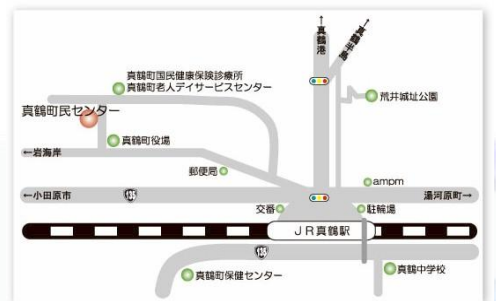 ↑真鶴港
↑真鶴半島
真鶴町国民健康保険診療所
真鶴町老人デイサービスセンター
荒井城址公園
真鶴町民センター
真鶴町役場
←岩海岸
郵便局
ampm
←小田原市
135
湯河原町→
交番
駐輪場
JR真鶴駅
135
真鶴町保健センター
真鶴中学校